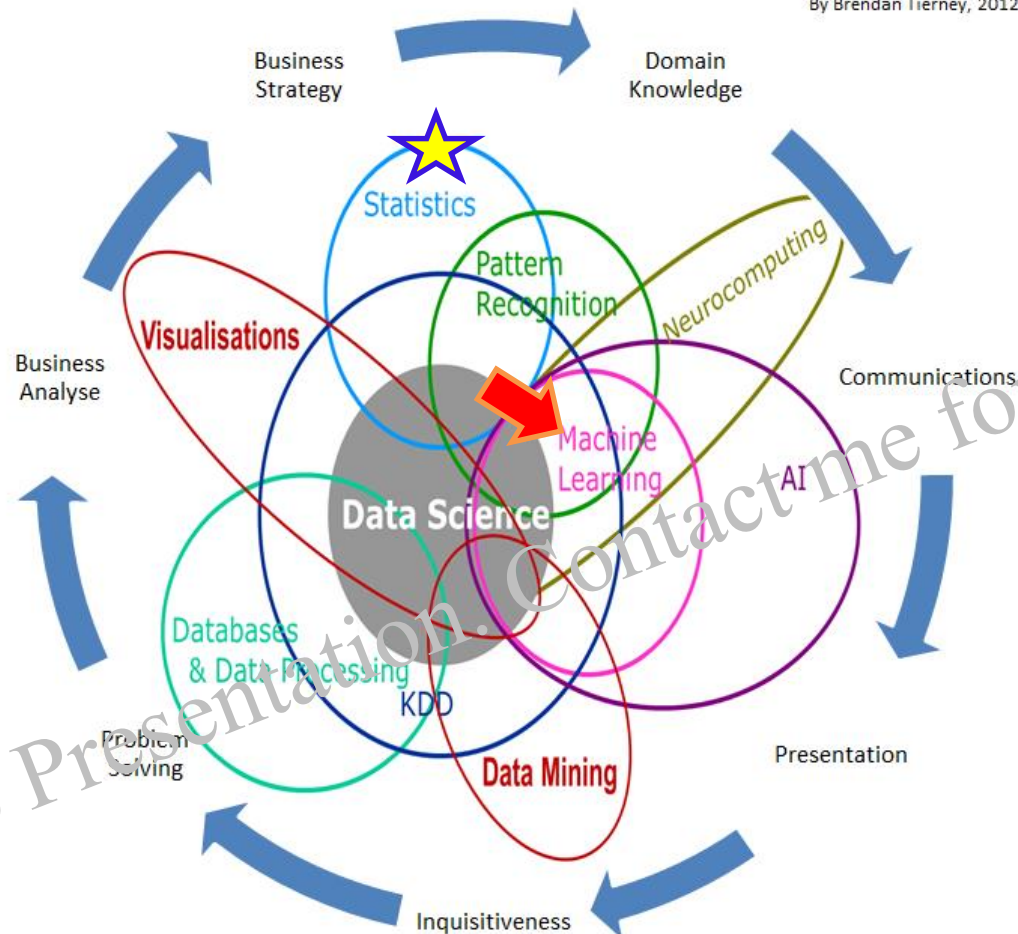 By Brendan Tierney, 2012
Business
Strategy
Domain
Knowledge
Statistics
Pattern
Recognition
Neurocomputing
Visualisations
Business
Analyse
Communications
Machine
Learning
AI
Data Science
Databases
& Data Processing
KDD
Problem
Solving
Data Mining
Presentation
Inquisitiveness
Presentation. Contact me fo